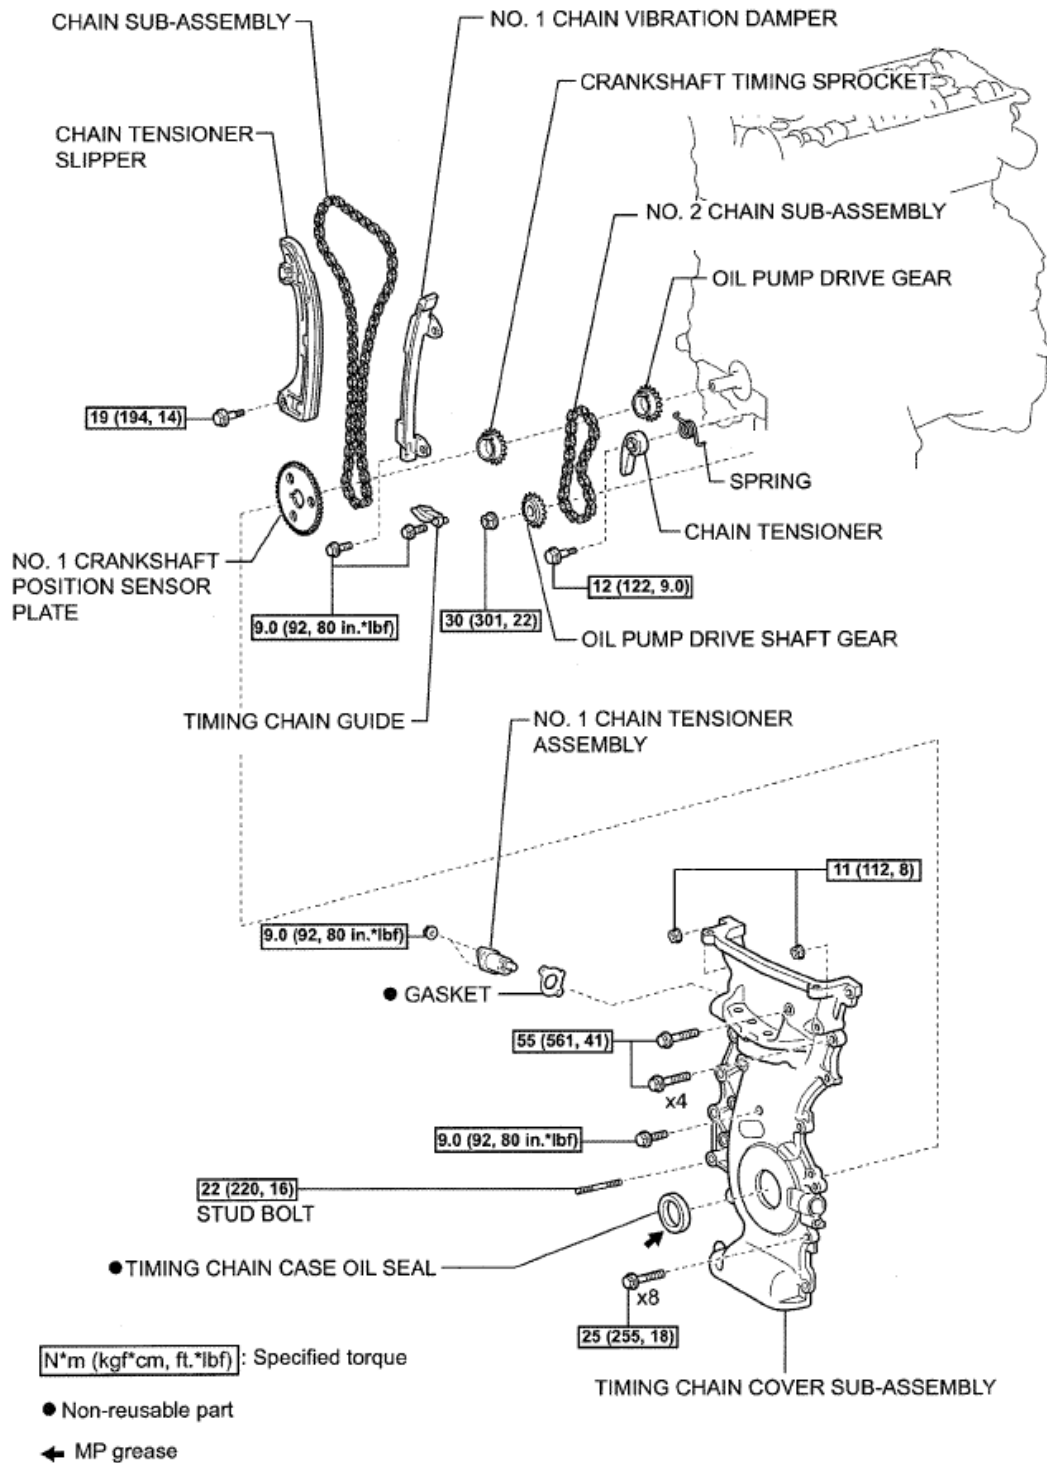 CHAIN SUB-ASSEMBLY
NO. 1 CHAIN VIBRATION DAMPER
CRANKSHAFT TIMING SPROCKET
CHAIN TENSIONER
SLIPPER
NO. 2 CHAIN SUB-ASSEMBLY
OIL PUMP DRIVE GEAR
19 (194, 14)
SPRING
CHAIN TENSIONER
NO. 1 CRANKSHAFT
POSITION SENSOR
PLATE
12 (122, 9.0)
9.0 (92, 80 in.*lbf)
30 (301, 22)
OIL PUMP DRIVE SHAFT GEAR
TIMING CHAIN GUIDE
NO. 1 CHAIN TENSIONER
ASSEMBLY
11 (112, 8)
9.0 (92, 80 in.*lbf)
● GASKET
55 (561, 41)
x4
9.0 (92, 80 in.*lbf)
22 (220, 16)
STUD BOLT
● TIMING CHAIN CASE OIL SEAL
x8
25 (255, 18)
N*m (kgf*cm, ft.*lbf) : Specified torque
TIMING CHAIN COVER SUB-ASSEMBLY
● Non-reusable part
MP grease